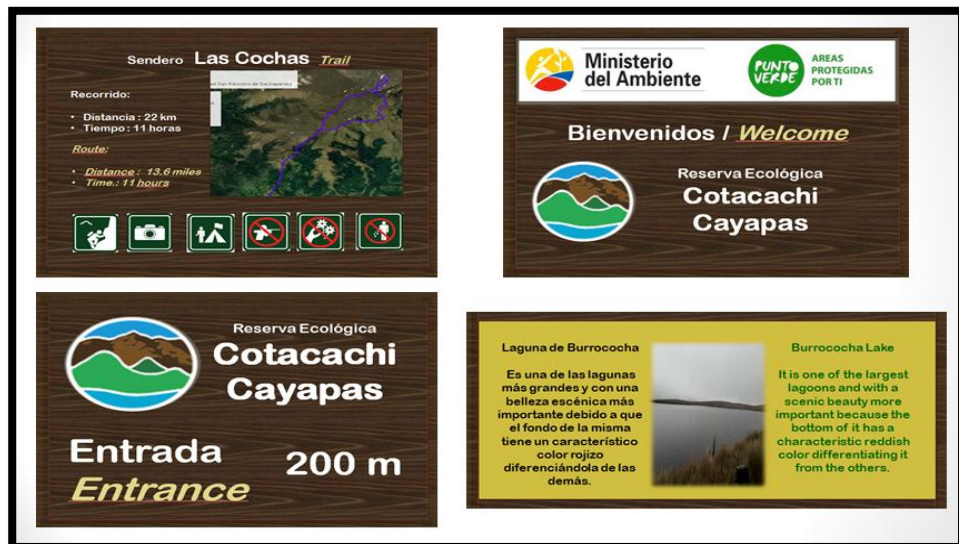 Sendero Las Cochas Trail
Recorrido:
• Distancia : 22 km
• Tiempo : 11 horas
Route:
• Distance : 13.6 miles
• Time.: 11 hours
Ministerio
del Ambiente
PUNTO
VERDE
AREAS
PROTEGIDAS
POR TI
Bienvenidos / Welcome
Reserva Ecológica
Cotacachi
Cayapas
Reserva Ecológica
Cotacachi
Cayapas
Entrada
Entrance
200 m
Laguna de Burrococha
Es una de las lagunas
más grandes y con una
belleza escénica más
importante debido a que
el fondo de la misma
tiene un característico
color rojizo
diferenciándola de las
demás.
Burrococha Lake
It is one of the largest
lagoons and with a
scenic beauty more
important because the
bottom of it has a
characteristic reddish
color differentiating it
from the others.